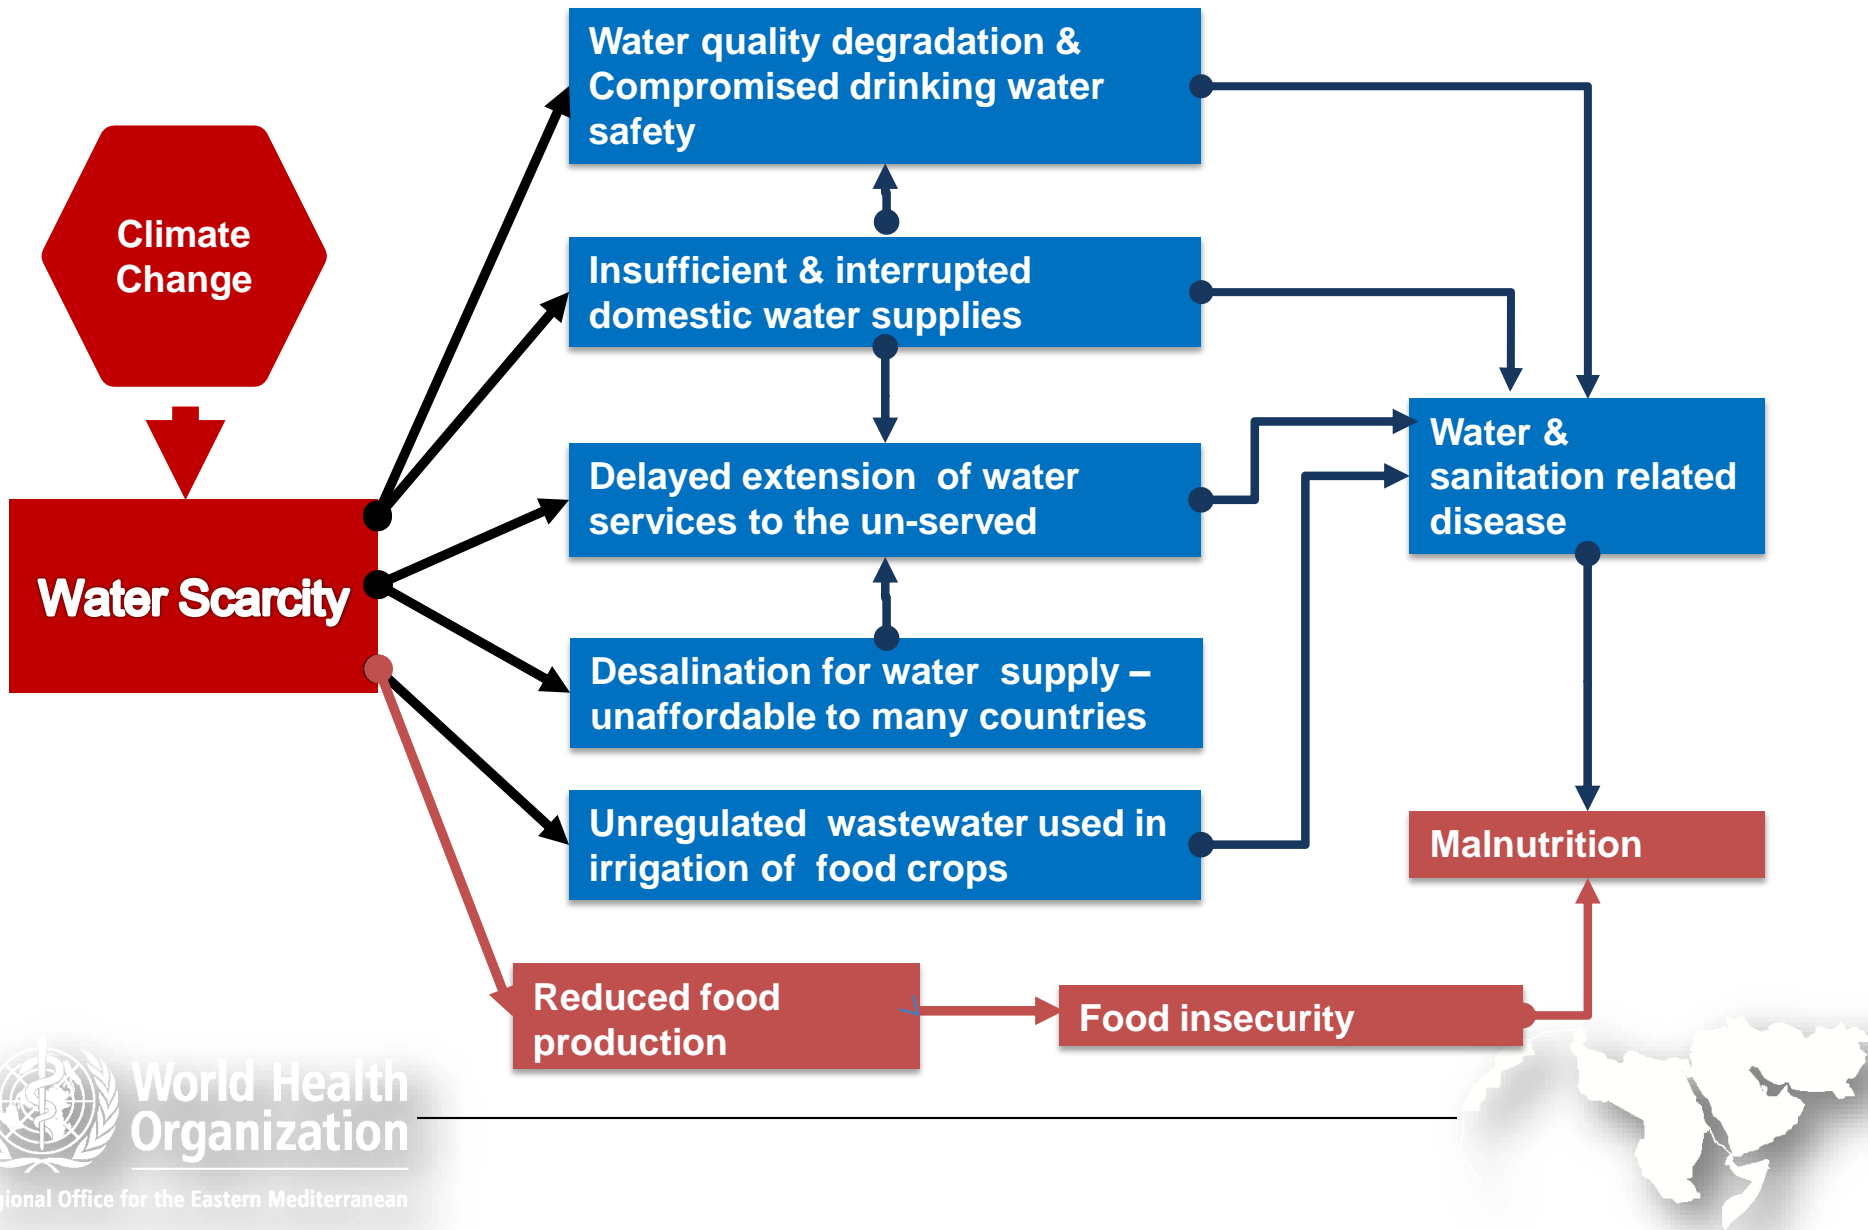 Climate
Change
Water Scarcity
Water quality degradation &
Compromised drinking water
safety
Insufficient & interrupted
domestic water supplies
Delayed extension of water
services to the un-served
Desalination for water supply –
unaffordable to many countries
Unregulated wastewater used in
irrigation of food crops
Water &
sanitation related
disease
Malnutrition
Reduced food
production
Food insecurity
World Health
Organization
gional Office for the Eastern Mediterranean